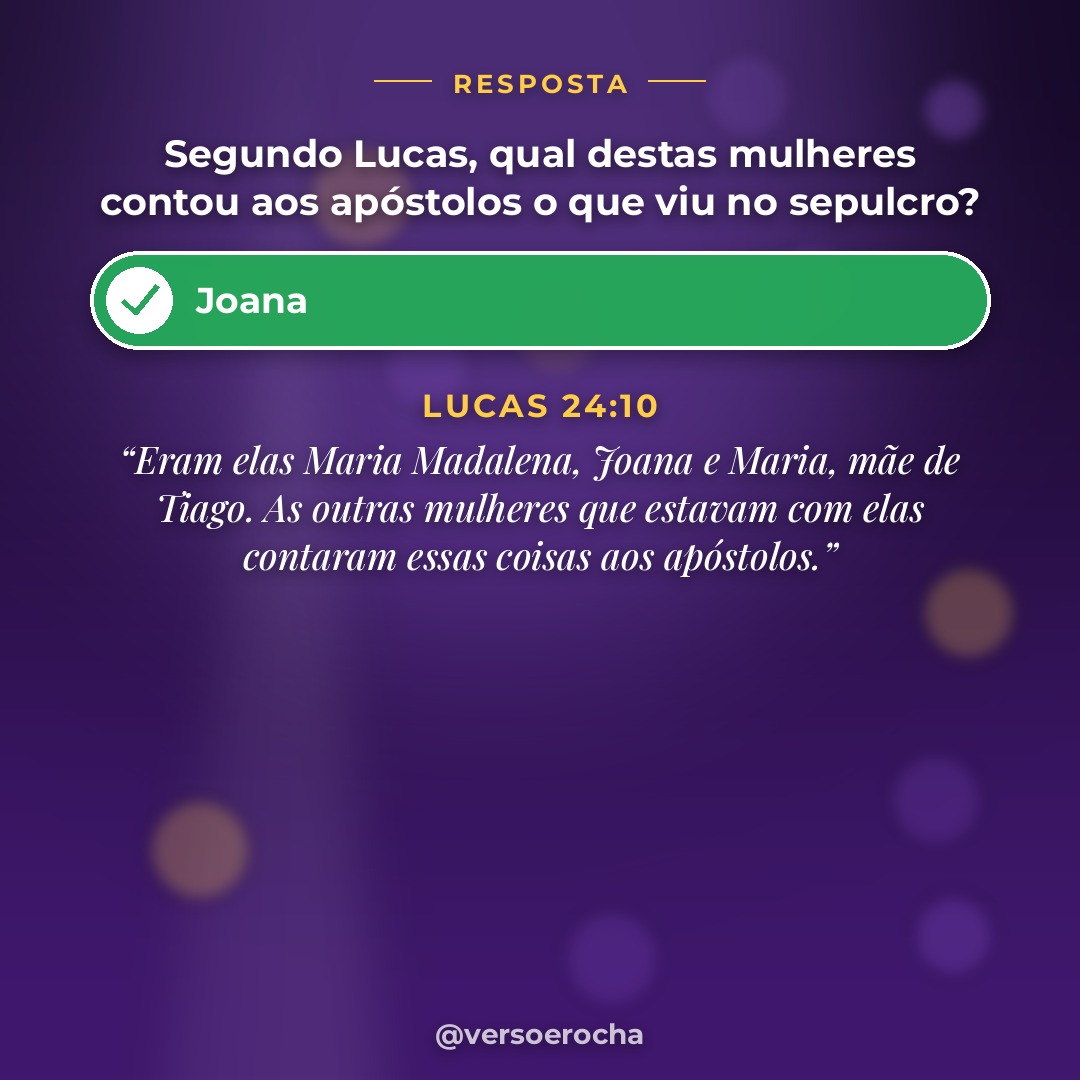 RESPOSTA
Segundo Lucas, qual destas mulheres
contou aos apóstolos o que viu no sepulcro?
Joana
LUCAS 24:10
“Eram elas Maria Madalena, Joana e Maria, mãe de
Tiago. As outras mulheres que estavam com elas
contaram essas coisas aos apóstolos.”
@versoerocha